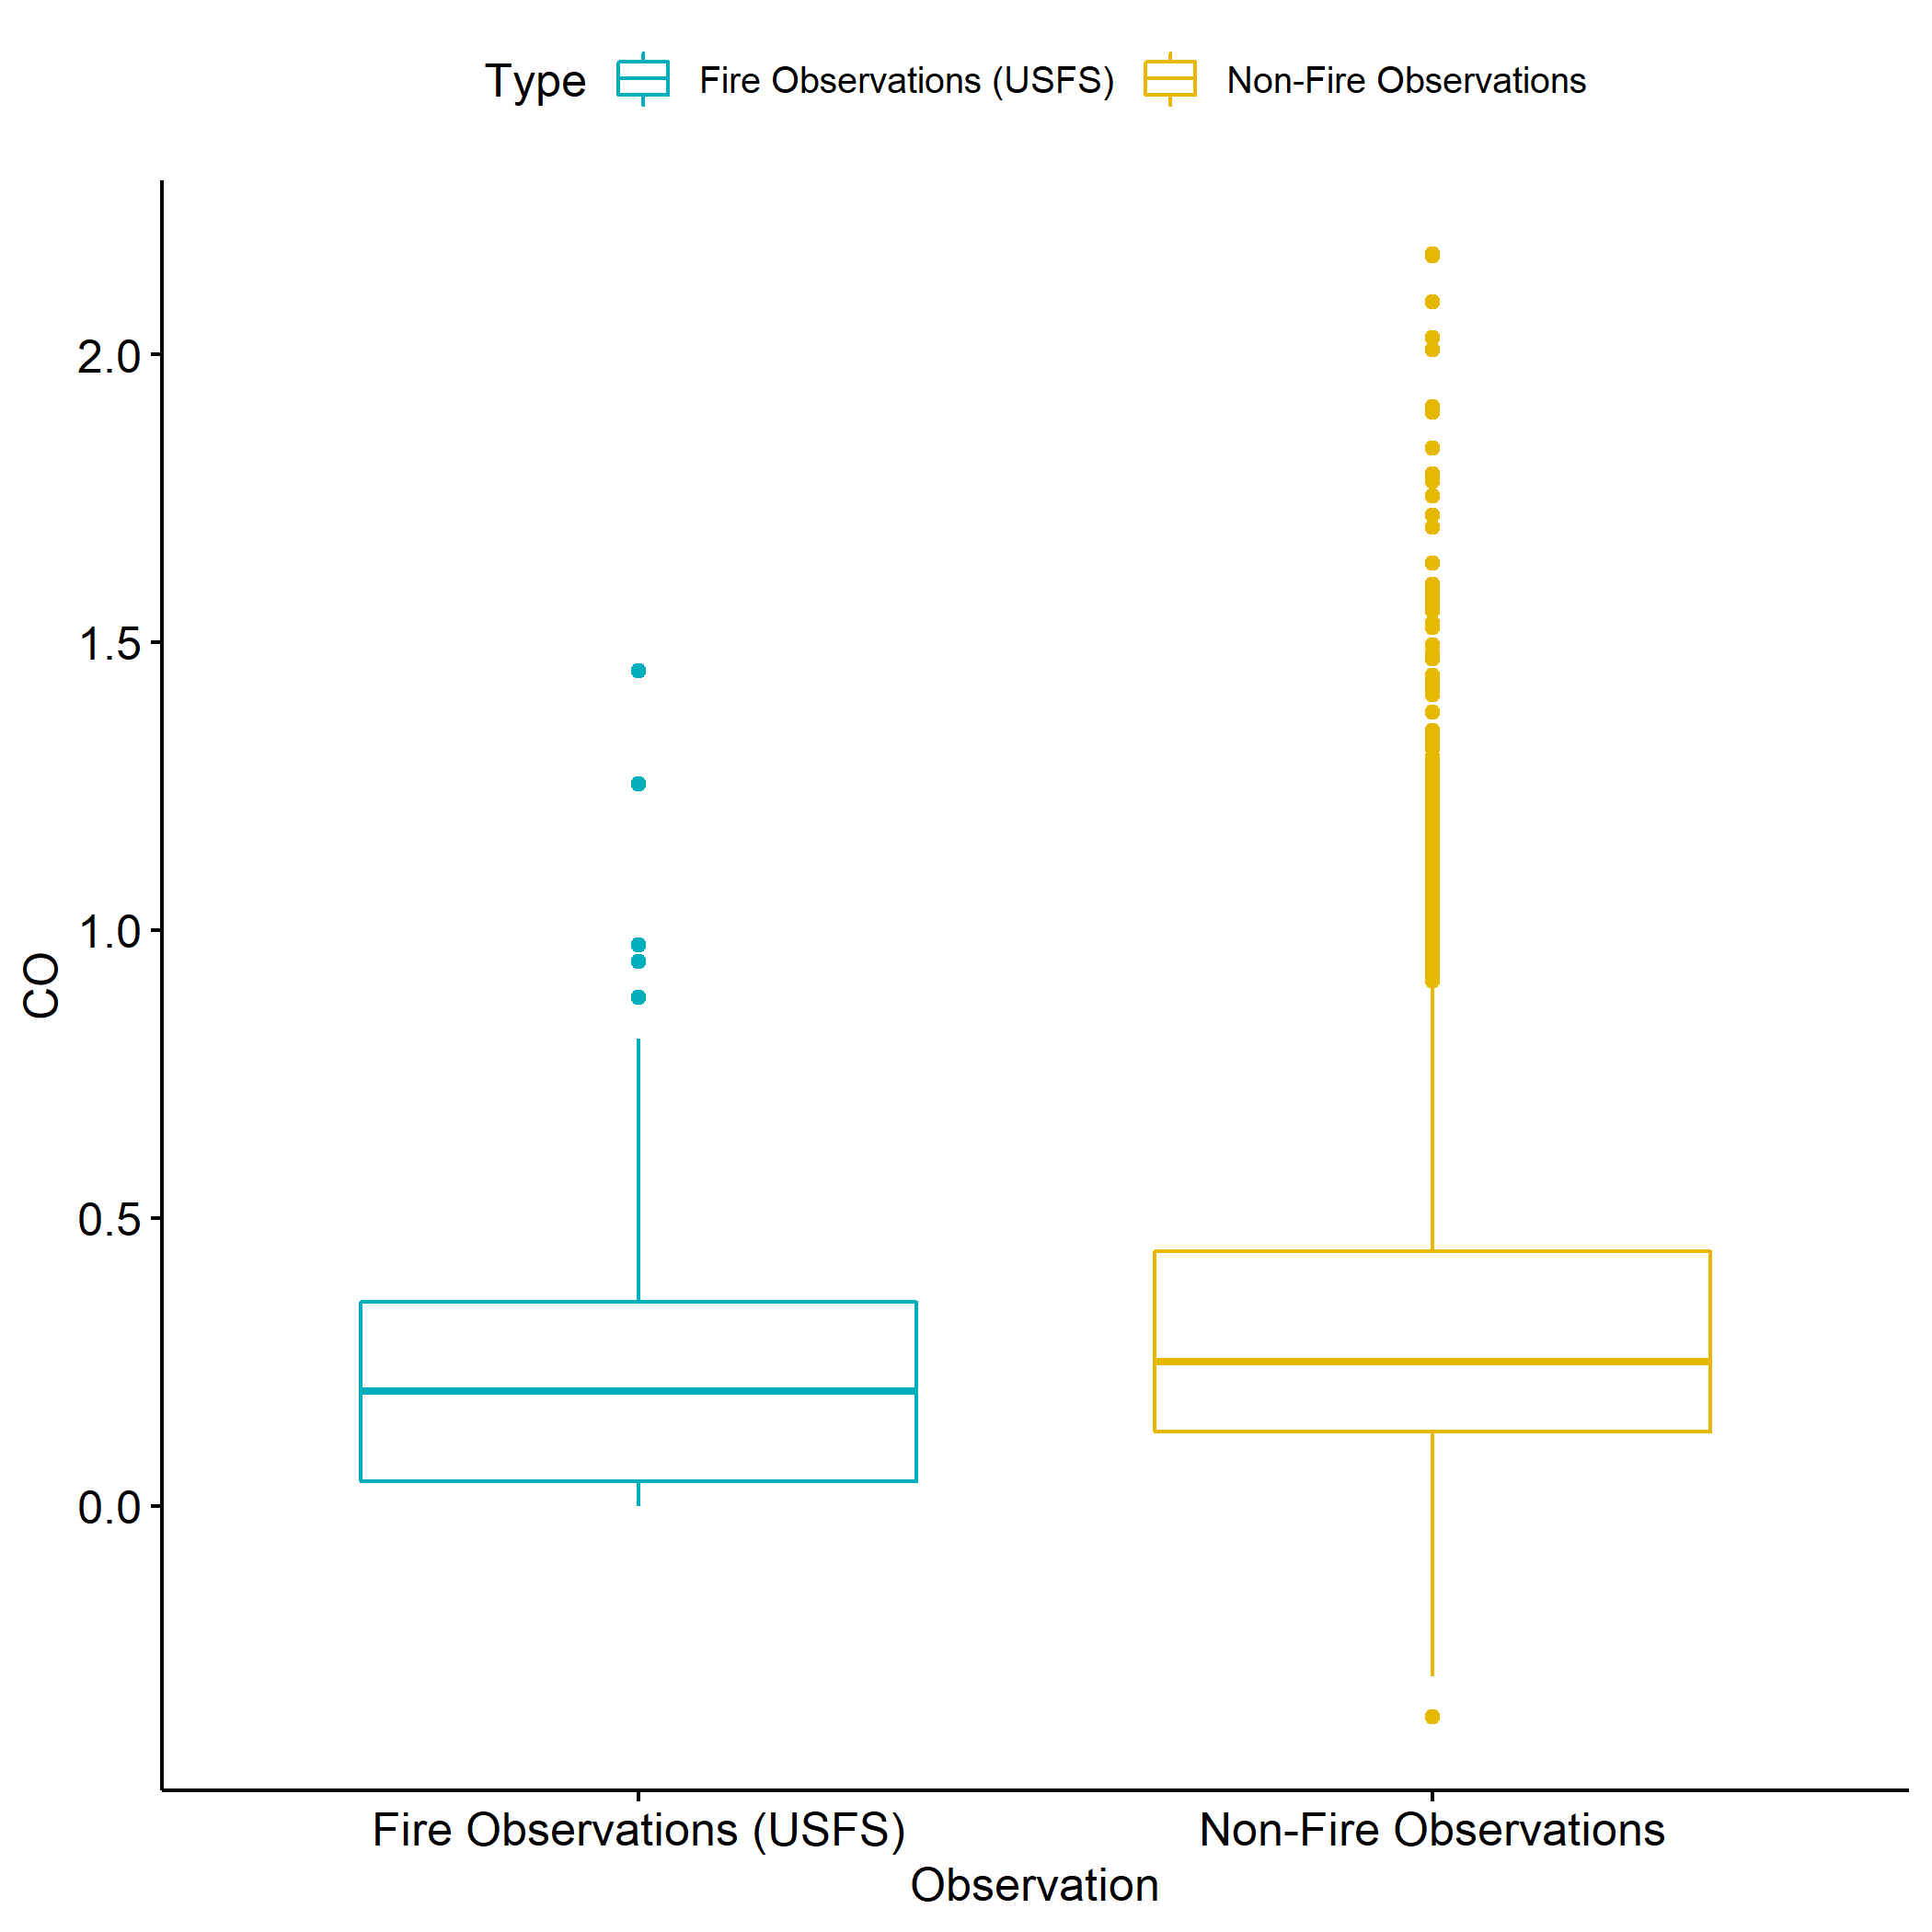 Type Fire Observations (USFS) Non-Fire Observations
2.0
1.5
1.0
0.5
0.0
CO
Fire Observations (USFS) Non-Fire Observations
Observation